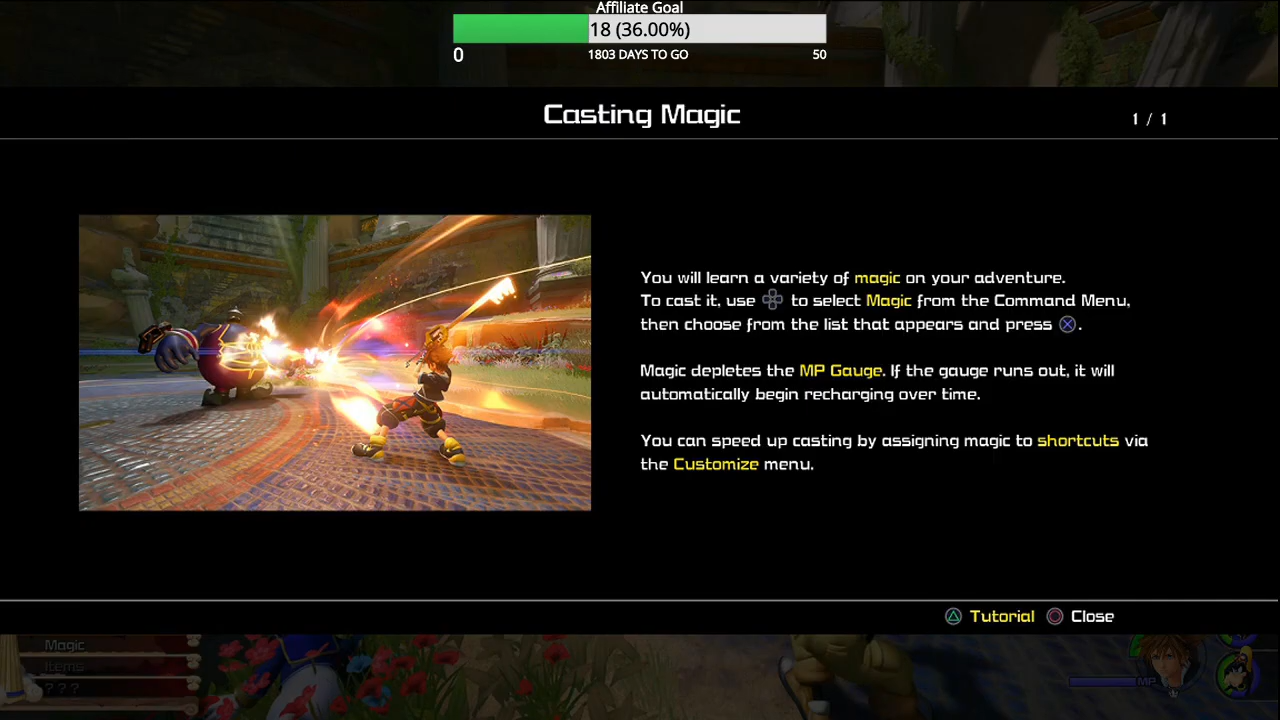 Affiliate Goal
18 (36.00%)
0
1803 DAYS TO GO
50
Casting Magic
1 / 1
You will learn a variety of magic on your adventure.
To cast it, use to select Magic from the Command Menu,
then choose from the list that appears and press ⓧ.
Magic depletes the MP Gauge. If the gauge runs out, it will
automatically begin recharging over time.
You can speed up casting by assigning magic to shortcuts via
the Customize menu.
Tutorial Close
Magic
Items
? ? ?
MP